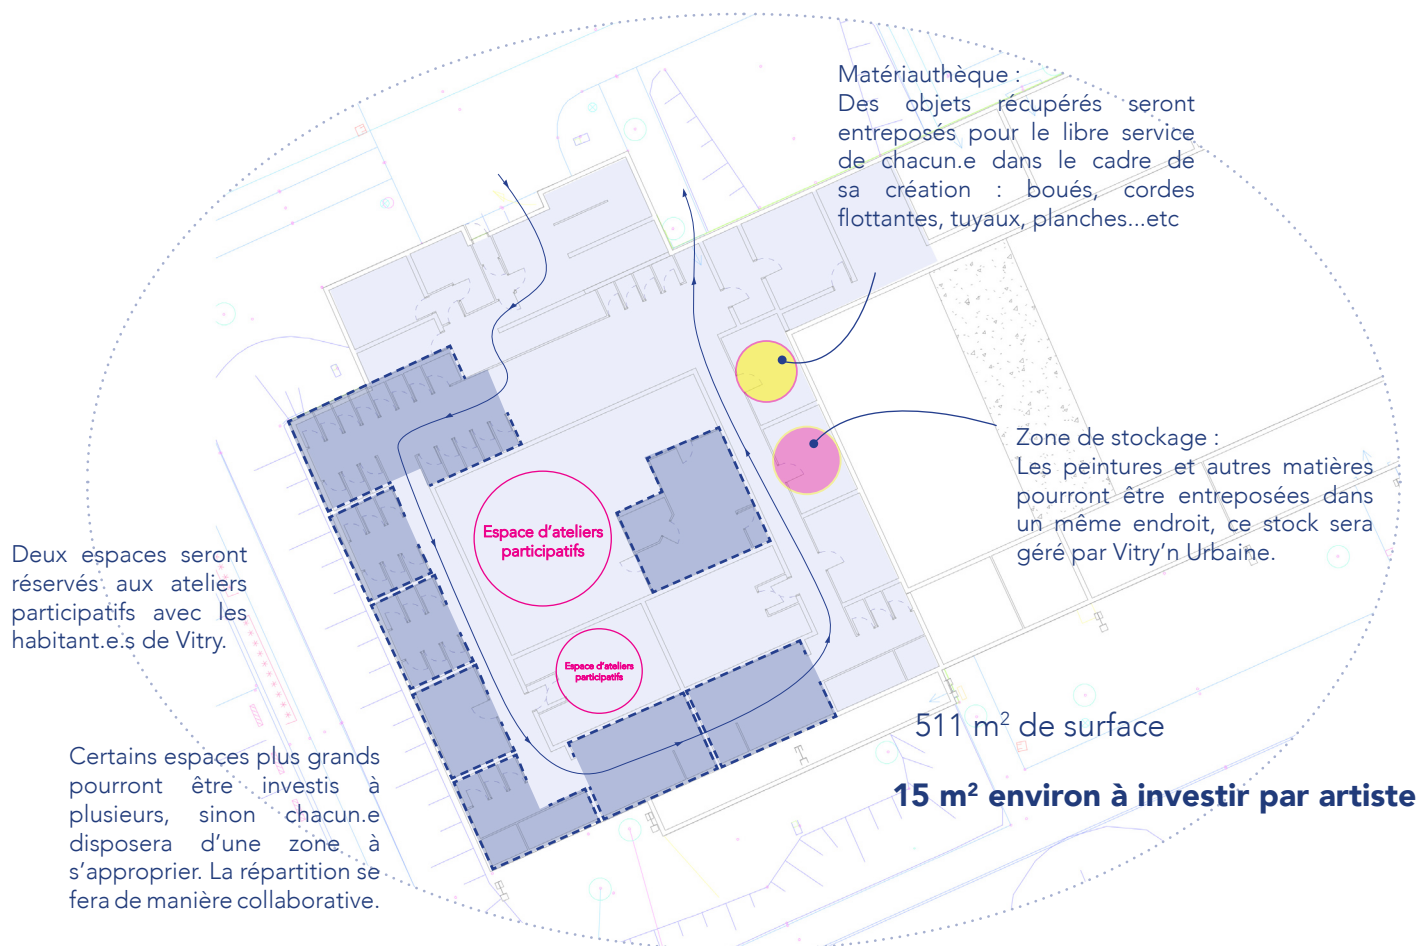 Matériauthèque :
Des objets récupérés seront
entreposés pour le libre service
de chacun.e dans le cadre de
sa création : boués, cordes
flottantes, tuyaux, planches...etc
Zone de stockage :
Les peintures et autres matières
pourront être entreposées dans
un même endroit, ce stock sera
géré par Vitry'n Urbaine.
Espace d'ateliers
participatifs
Deux espaces seront
réservés aux ateliers
participatifs avec les
habitant.e.s de Vitry.
Espace d'ateliers
participatifs
Certains espaces plus grands
pourront être investis à
plusieurs, sinon chacun.e
disposera d'une zone à
s'approprier. La répartition se
fera de manière collaborative.
511 m² de surface
15 m² environ à investir par artiste